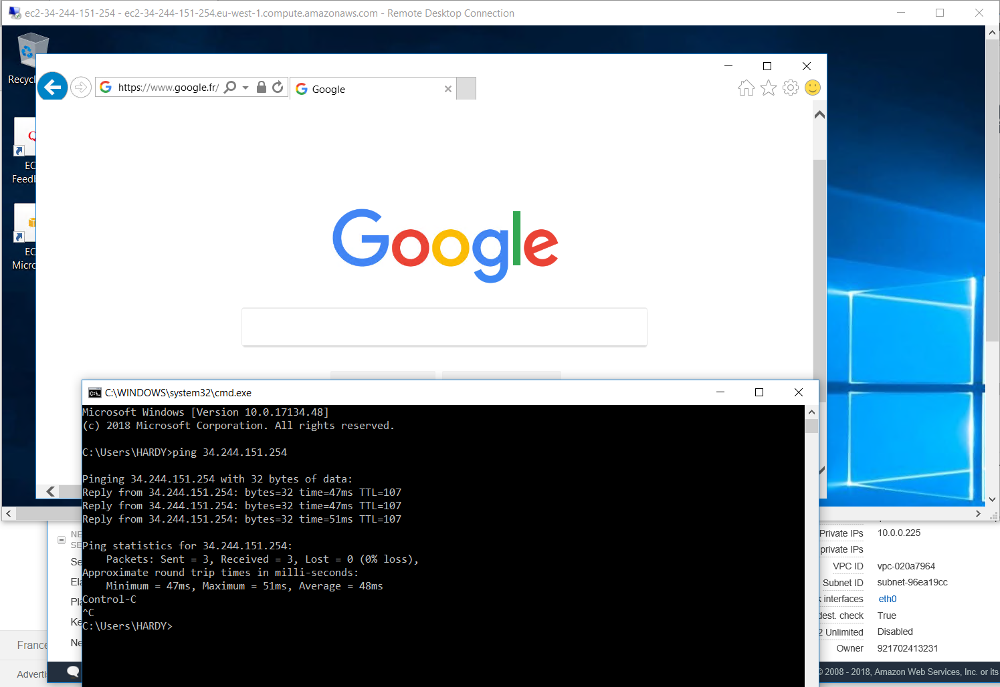 ec2-34-244-151-254 - ec2-34-244-151-254.eu-west-1.compute.amazonaws.com - Remote Desktop Connection
Recycl
https://www.google.fr/
Google
EC
Feedb
EC
Micro
Google
C:\WINDOWS\system32\cmd.exe
Microsoft Windows [Version 10.0.17134.48]
(c) 2018 Microsoft Corporation. All rights reserved.
C:\Users\HARDY>ping 34.244.151.254
Pinging 34.244.151.254 with 32 bytes of data:
Reply from 34.244.151.254: bytes=32 time=47ms TTL=107
Reply from 34.244.151.254: bytes=32 time=47ms TTL=107
Reply from 34.244.151.254: bytes=32 time=51ms TTL=107
Ping statistics for 34.244.151.254:
Packets: Sent = 3, Received = 3, Lost = 0 (0% loss),
Approximate round trip times in milli-seconds:
Minimum = 47ms, Maximum = 51ms, Average = 48ms
Control-C
^C
C:\Users\HARDY>
NE
SE
Se
Ela
Pla
Ke
Ne
France
Adverti
Private IPs 10.0.0.225
private IPs
VPC ID vpc-020a7964
Subnet ID subnet-96ea19cc
k interfaces eth0
dest. check True
2 Unlimited Disabled
Owner 921702413231
© 2008 - 2018, Amazon Web Services, Inc. or its